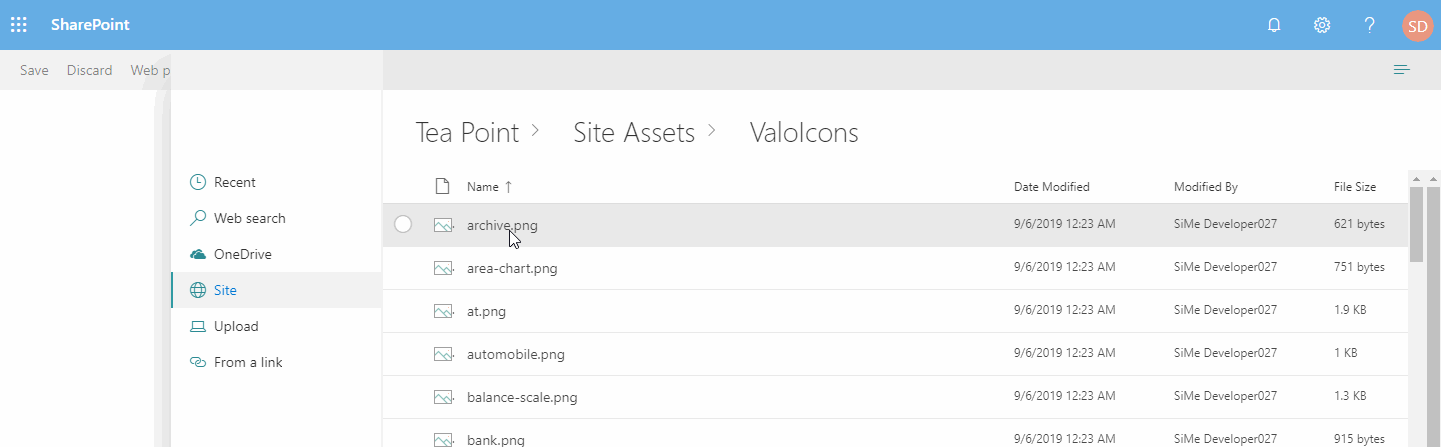 SharePoint
SD
Save Discard Web p
Tea Point Site Assets ValoIcons
Recent
Web search
OneDrive
Site
Upload
From a link
Name ↑ Date Modified Modified By File Size
archive.png 9/6/2019 12:23 AM SiMe Developer027 621 bytes
area-chart.png 9/6/2019 12:23 AM SiMe Developer027 751 bytes
at.png 9/6/2019 12:23 AM SiMe Developer027 1.9 KB
automobile.png 9/6/2019 12:23 AM SiMe Developer027 1 KB
balance-scale.png 9/6/2019 12:23 AM SiMe Developer027 1.3 KB
bank.png 9/6/2019 12:23 AM SiMe Developer027 915 bytes